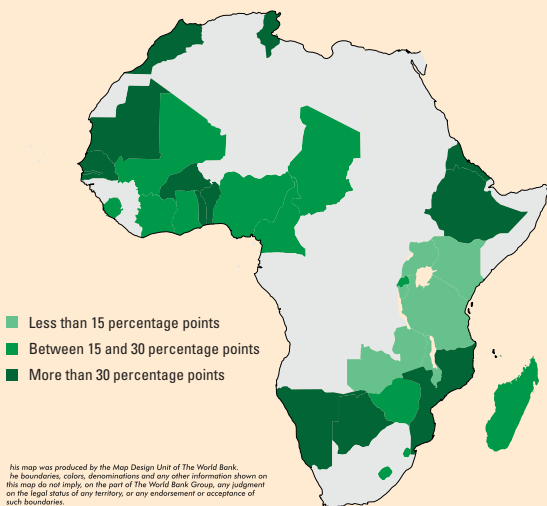 Less than 15 percentage points
Between 15 and 30 percentage points
More than 30 percentage points
his map was produced by the Map Design Unit of The World Bank.
he boundaries, colors, denominations and any other information shown on
this map do not imply, on the part of The World Bank Group, any judgment
on the legal status of any territory, or any endorsement or acceptance of
such boundaries.